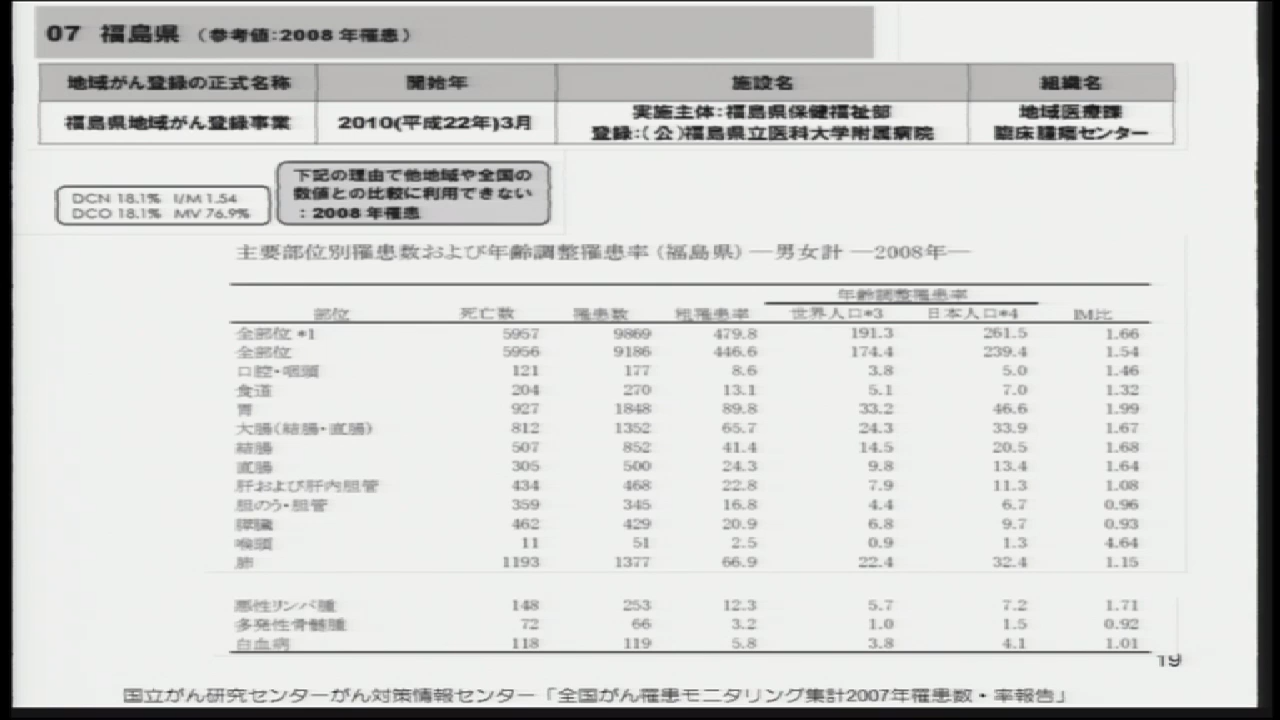 07 福島県 （参考値:2008 年罹患）
地域がん登録の正式名称 開始年 施設名 組織名
福島県地域がん登録事業 2010(平成22年)3月 実施主体:福島県保健福祉部 地域医療課
登録:（公）福島県立医科大学附属病院 臨床腫瘍センター
DCN 18.1% I/M 1.54
DCO 18.1% MV 76.9%
下記の理由で他地域や全国の
数値との比較に利用できない
：2008 年罹患
主要部位別罹患数および年齢調整罹患率（福島県）―男女計 ―2008年―
年齢調整罹患率
部位 死亡数 罹患数 粗罹患率 世界人口*3 日本人口*4 IM比
全部位 *1 5957 9869 479.8 191.3 261.5 1.66
全部位 5956 9186 446.6 174.4 239.4 1.54
口腔・咽頭 121 177 8.6 3.8 5.0 1.46
食道 204 270 13.1 5.1 7.0 1.32
胃 927 1848 89.8 33.2 46.6 1.99
大腸(結腸・直腸) 812 1352 65.7 24.3 33.9 1.67
結腸 507 852 41.4 14.5 20.5 1.68
直腸 305 500 24.3 9.8 13.4 1.64
肝および肝内胆管 434 468 22.8 7.9 11.3 1.08
胆のう・胆管 359 345 16.8 4.4 6.7 0.96
膵臓 462 429 20.9 6.8 9.7 0.93
喉頭 11 51 2.5 0.9 1.3 4.64
肺 1193 1377 66.9 22.4 32.4 1.15
悪性リンパ腫 148 253 12.3 5.7 7.2 1.71
多発性骨髄腫 72 66 3.2 1.0 1.5 0.92
白血病 118 119 5.8 3.8 4.1 1.01
19
国立がん研究センターがん対策情報センター「全国がん罹患モニタリング集計2007年罹患数・率報告」